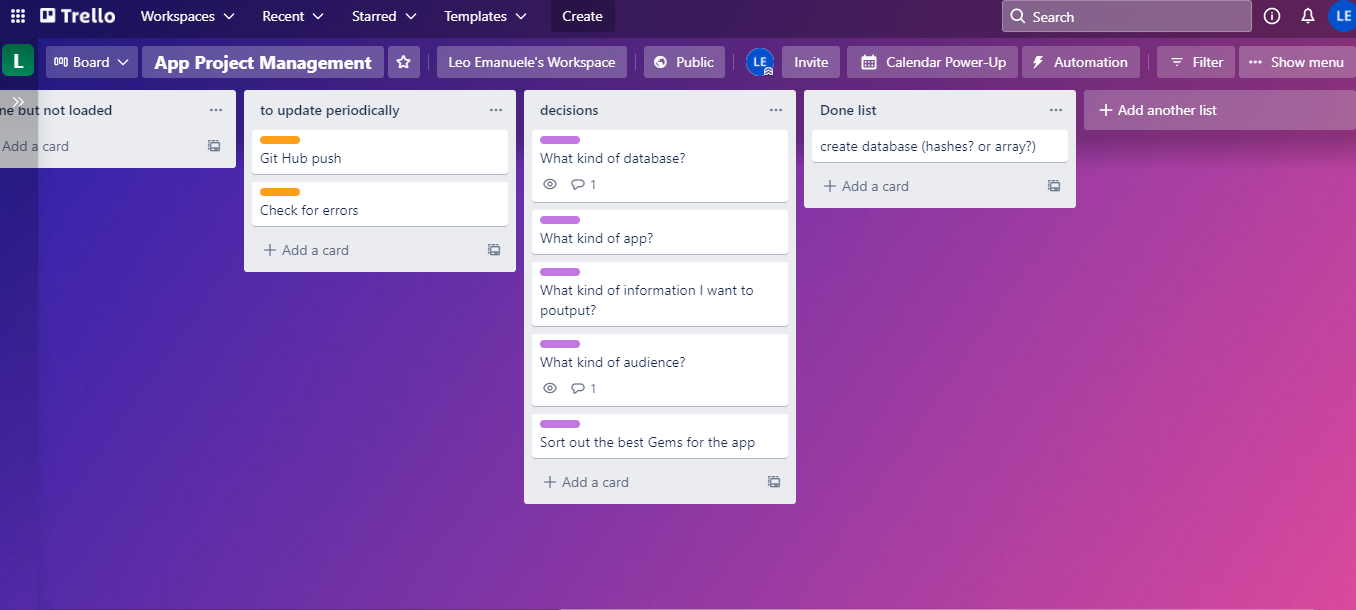 Trello Workspaces Recent Starred Templates Create Search LE
L Board App Project Management Leo Emanuele's Workspace Public LE Invite Calendar Power-Up Automation Filter Show menu
ne but not loaded
Add a card
to update periodically
Git Hub push
Check for errors
Add a card
decisions
What kind of database?
1
What kind of app?
What kind of information I want to
poutput?
What kind of audience?
1
Sort out the best Gems for the app
Add a card
Done list
create database (hashes? or array?)
Add a card
Add another list